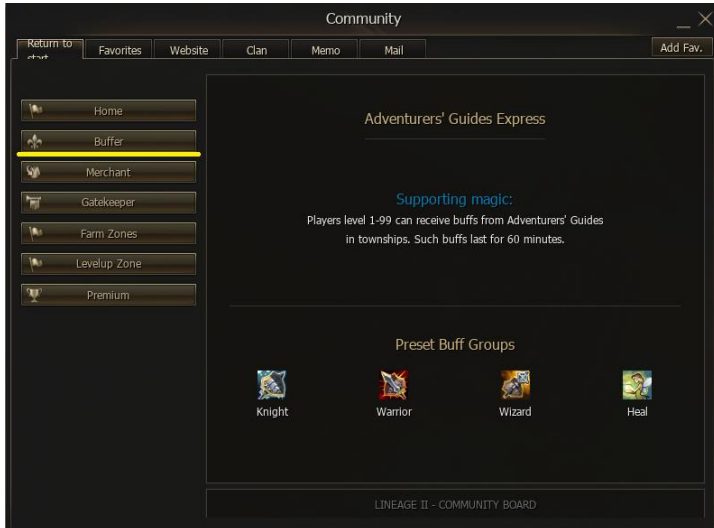 Community
Return to
start
Favorites
Website
Clan
Memo
Mail
Add Fav.
Home
Buffer
Merchant
Gatekeeper
Farm Zones
Levelup Zone
Premium
Adventurers' Guides Express
Supporting magic:
Players level 1-99 can receive buffs from Adventurers' Guides
in townships. Such buffs last for 60 minutes.
Preset Buff Groups
Knight
Warrior
Wizard
Heal
LINEAGE II - COMMUNITY BOARD